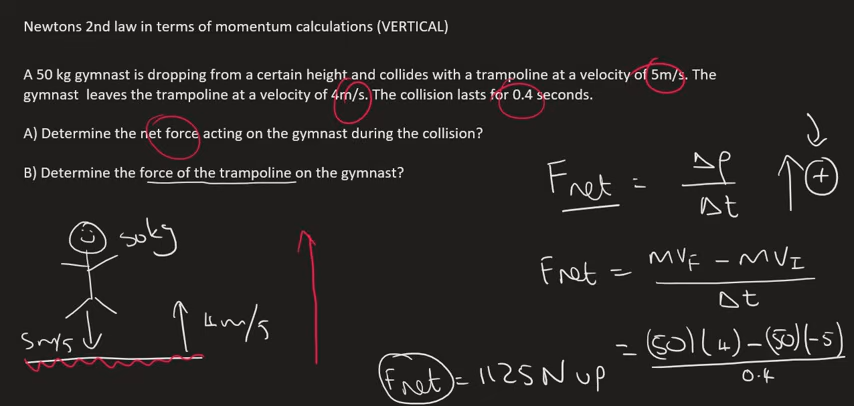 Newtons 2nd law in terms of momentum calculations (VERTICAL)
A 50 kg gymnast is dropping from a certain height and collides with a trampoline at a velocity of 5m/s. The
gymnast leaves the trampoline at a velocity of 4m/s. The collision lasts for 0.4 seconds.
A) Determine the net force acting on the gymnast during the collision?
B) Determine the force of the trampoline on the gymnast?
Fnet = Δp / Δt ↑ (+)
50kg
Fnet = MVF - MVI / Δt
5m/s ↓ ↑ 4m/s
= (50)(4) - (50)(-5) / 0.4
Fnet = 1125 N up